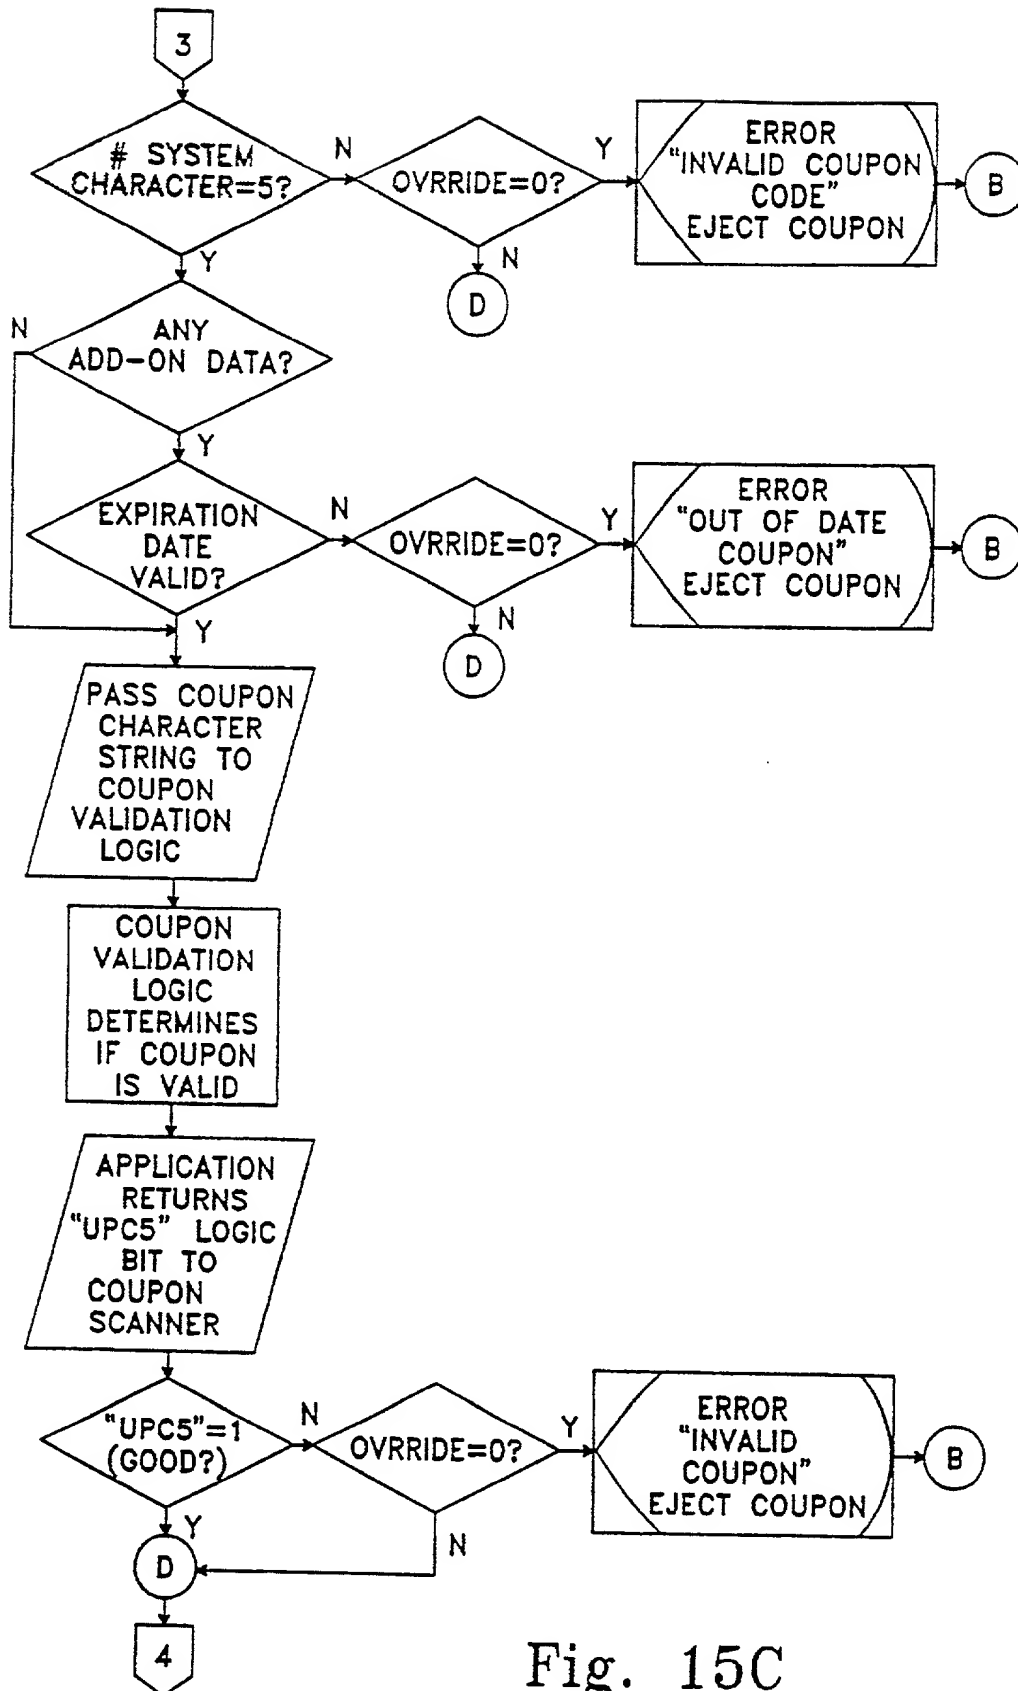 3
# SYSTEM
CHARACTER=5?
N
OVRRIDE=0?
Y
ERROR
"INVALID COUPON
CODE"
EJECT COUPON
B
Y
N
D
N
ANY
ADD-ON DATA?
Y
EXPIRATION
DATE
VALID?
N
OVRRIDE=0?
Y
ERROR
"OUT OF DATE
COUPON"
EJECT COUPON
B
Y
N
D
PASS COUPON
CHARACTER
STRING TO
COUPON
VALIDATION
LOGIC
COUPON
VALIDATION
LOGIC
DETERMINES
IF COUPON
IS VALID
APPLICATION
RETURNS
"UPC5" LOGIC
BIT TO
COUPON
SCANNER
"UPC5"=1
(GOOD?)
N
OVRRIDE=0?
Y
ERROR
"INVALID
COUPON"
EJECT COUPON
B
Y
N
D
4
Fig. 15C